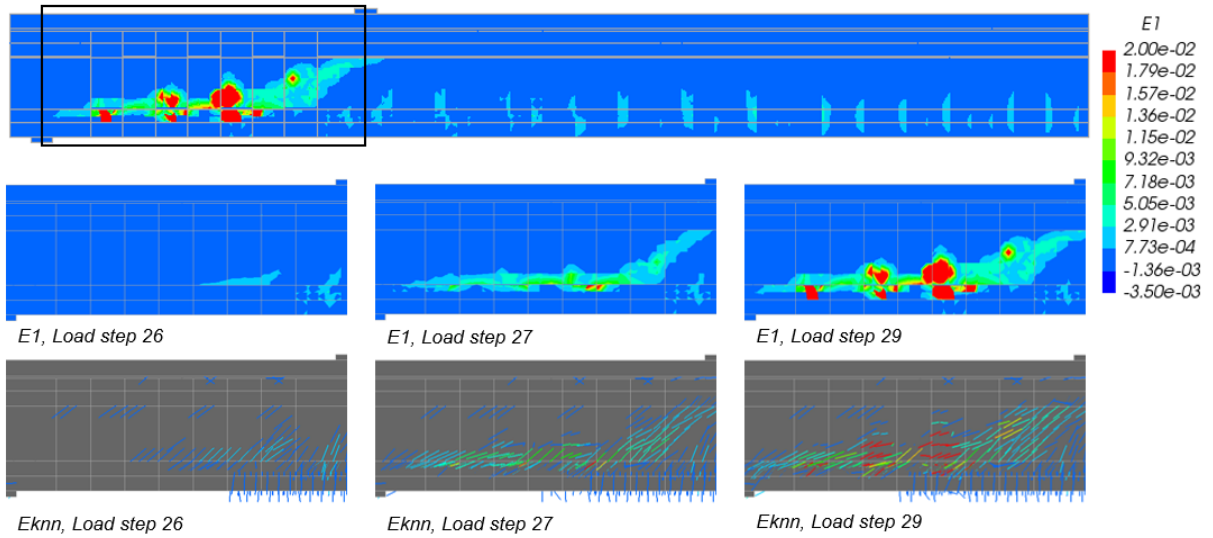 E1
2.00e-02
1.79e-02
1.57e-02
1.36e-02
1.15e-02
9.32e-03
7.18e-03
5.05e-03
2.91e-03
7.73e-04
-1.36e-03
-3.50e-03
E1, Load step 26
E1, Load step 27
E1, Load step 29
Eknn, Load step 26
Eknn, Load step 27
Eknn, Load step 29